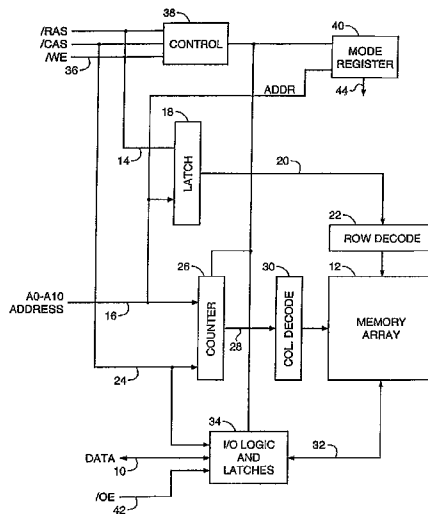 38
/RAS
/CAS
/WE
36
CONTROL
40
MODE
REGISTER
44
ADDR
18
14
LATCH
20
22
ROW DECODE
12
MEMORY
ARRAY
26
30
A0-A10
ADDRESS
16
COUNTER
28
COL. DECODE
24
34
I/O LOGIC
AND
LATCHES
32
DATA
10
/OE
42